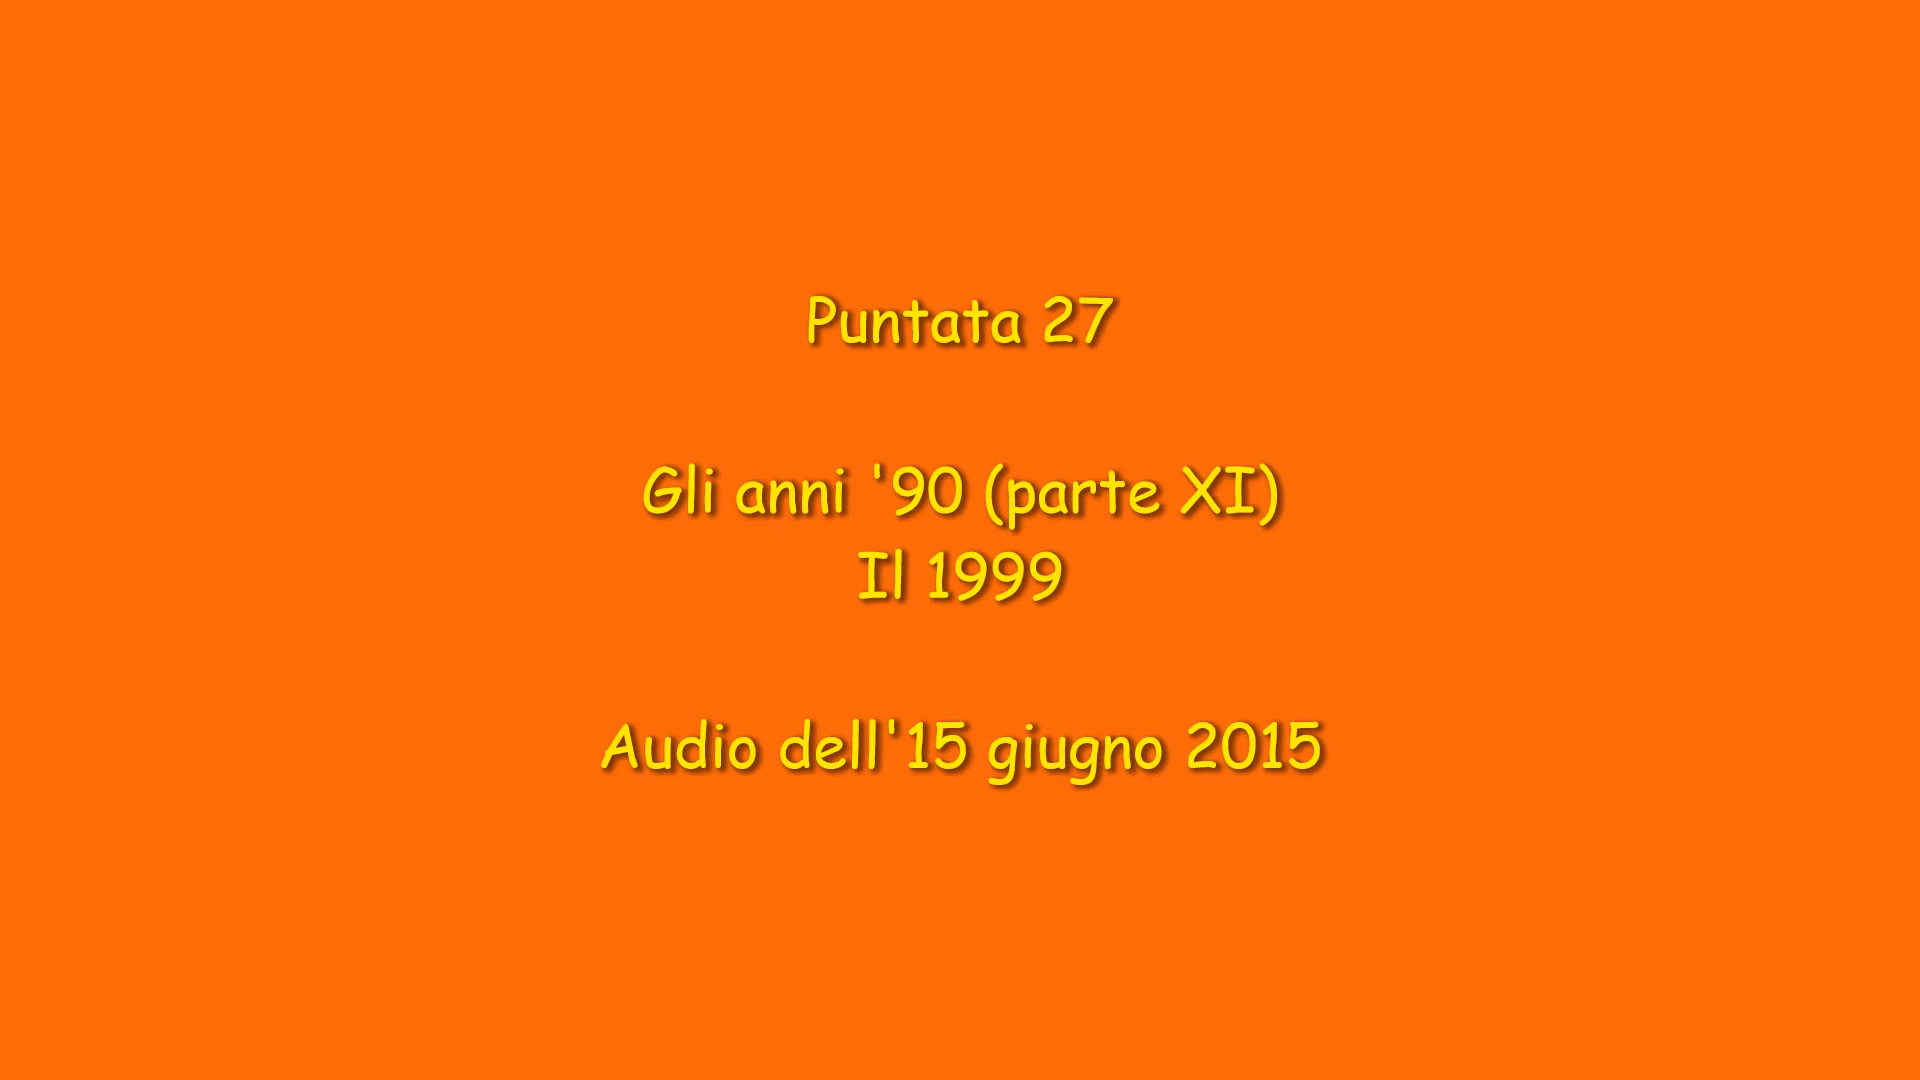 Puntata 27
Gli anni '90 (parte XI)
Il 1999
Audio dell'15 giugno 2015